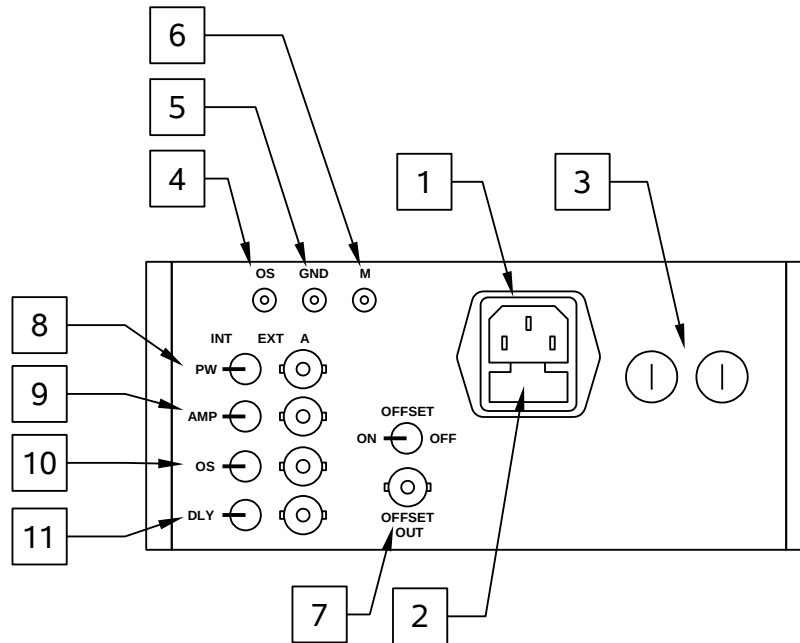 6
5
4
1
3
OS GND M
8
INT EXT A
PW
9
AMP
OFFSET
ON OFF
10
OS
11
DLY
OFFSET
OUT
7
2